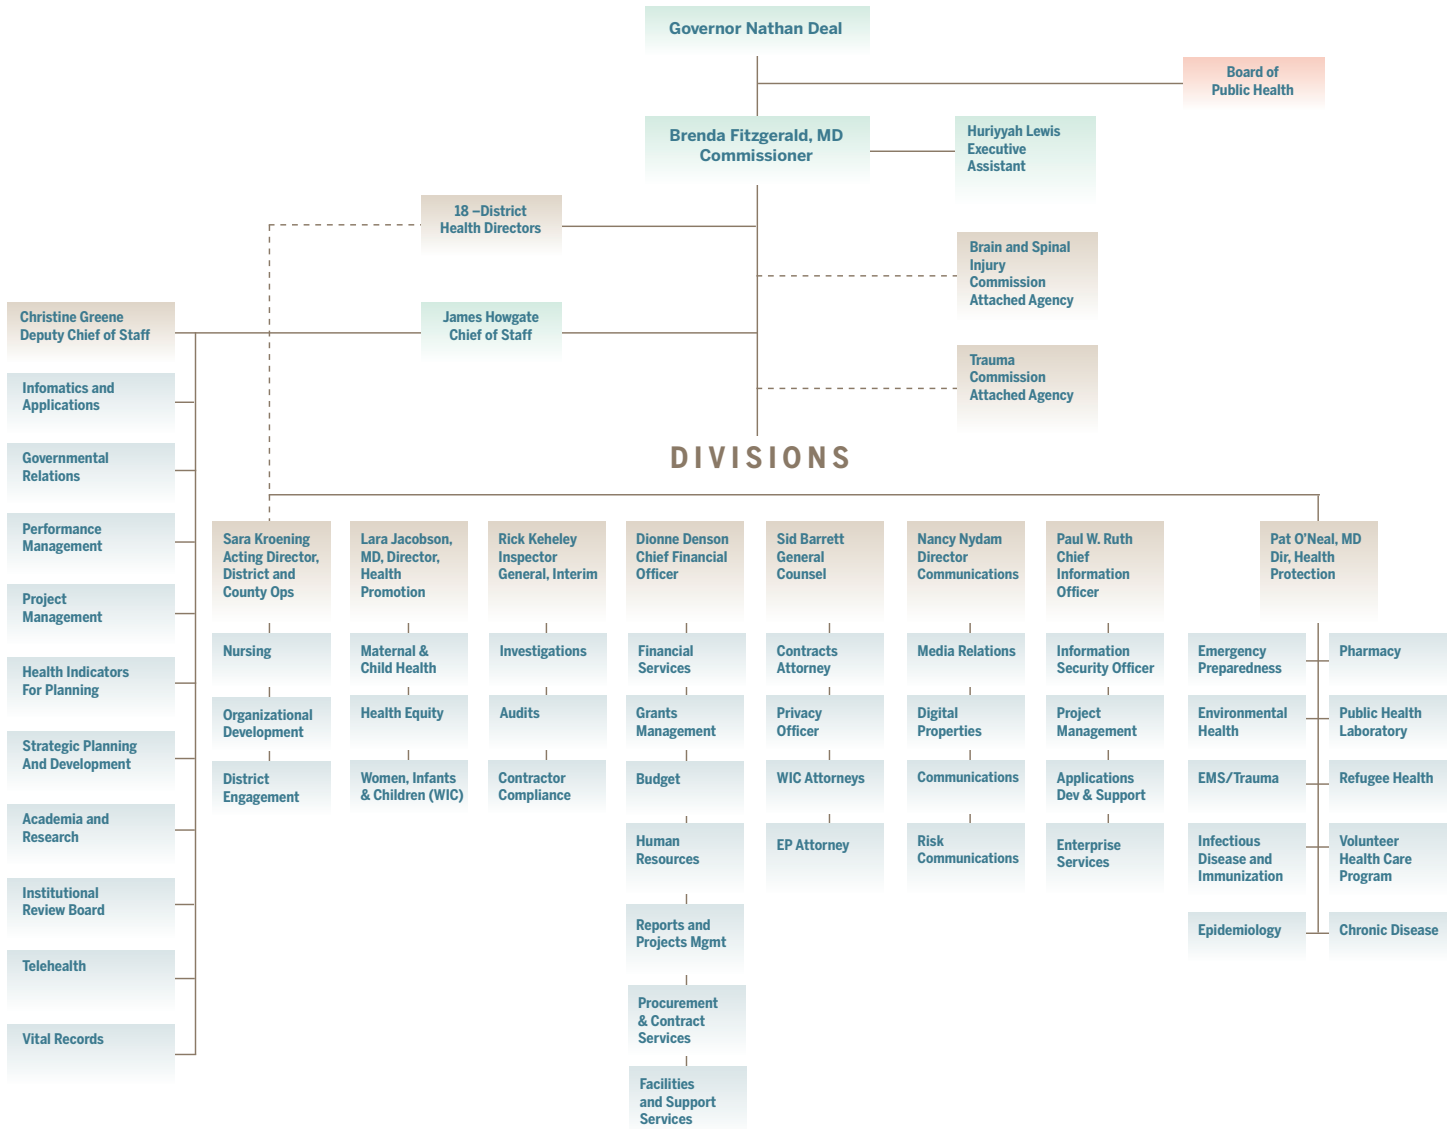 Governor Nathan Deal
Board of
Public Health
Brenda Fitzgerald, MD
Commissioner
Huriyyah Lewis
Executive
Assistant
18 –District
Health Directors
Brain and Spinal
Injury
Commission
Attached Agency
Christine Greene
Deputy Chief of Staff
James Howgate
Chief of Staff
Trauma
Commission
Attached Agency
Infomatics and
Applications
Governmental
Relations
Performance
Management
Project
Management
Health Indicators
For Planning
Strategic Planning
And Development
Academia and
Research
Institutional
Review Board
Telehealth
Vital Records
DIVISIONS
Sara Kroening
Acting Director,
District and
County Ops
Nursing
Organizational
Development
District
Engagement
Lara Jacobson,
MD, Director,
Health
Promotion
Maternal &
Child Health
Health Equity
Women, Infants
& Children (WIC)
Rick Keheley
Inspector
General, Interim
Investigations
Audits
Contractor
Compliance
Dionne Denson
Chief Financial
Officer
Financial
Services
Grants
Management
Budget
Human
Resources
Reports and
Projects Mgmt
Procurement
& Contract
Services
Facilities
and Support
Services
Sid Barrett
General
Counsel
Contracts
Attorney
Privacy
Officer
WIC Attorneys
EP Attorney
Nancy Nydam
Director
Communications
Media Relations
Digital
Properties
Communications
Risk
Communications
Paul W. Ruth
Chief
Information
Officer
Information
Security Officer
Project
Management
Applications
Dev & Support
Enterprise
Services
Pat O’Neal, MD
Dir, Health
Protection
Emergency
Preparedness
Environmental
Health
EMS/Trauma
Infectious
Disease and
Immunization
Epidemiology
Pharmacy
Public Health
Laboratory
Refugee Health
Volunteer
Health Care
Program
Chronic Disease